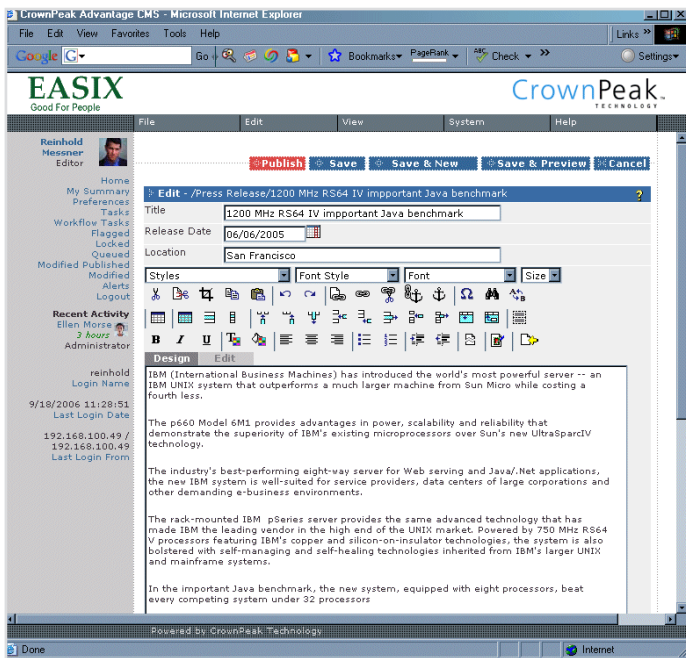 CrownPeak Advantage CMS - Microsoft Internet Explorer
File Edit View Favorites Tools Help Links »
Google G Go Bookmarks PageRank ABC Check » Settings
EASIX
Good For People
CrownPeak
TECHNOLOGY
File Edit View System Help
Reinhold
Messner
Editor
Publish Save Save & New Save & Preview Cancel
Home
My Summary
Preferences
Tasks
Workflow Tasks
Flagged
Locked
Queued
Modified Published
Modified
Alerts
Logout
Recent Activity
Ellen Morse
3 hours
Administrator
reinhold
Login Name
9/18/2006 11:28:51
Last Login Date
192.168.100.49 /
192.168.100.49
Last Login From
Edit - /Press Release/1200 MHz RS64 IV impportant Java benchmark ?
Title 1200 MHz RS64 IV impportant Java benchmark
Release Date 06/06/2005
Location San Francisco
Styles Font Style Font Size
B I U
Design Edit
IBM (International Business Machines) has introduced the world's most powerful server -- an
IBM UNIX system that outperforms a much larger machine from Sun Micro while costing a
fourth less.
The p660 Model 6M1 provides advantages in power, scalability and reliability that
demonstrate the superiority of IBM's existing microprocessors over Sun's new UltraSparcIV
technology.
The industry's best-performing eight-way server for Web serving and Java/.Net applications,
the new IBM system is well-suited for service providers, data centers of large corporations and
other demanding e-business environments.
The rack-mounted IBM pSeries server provides the same advanced technology that has
made IBM the leading vendor in the high end of the UNIX market. Powered by 750 MHz RS64
V processors featuring IBM's copper and silicon-on-insulator technologies, the system is also
bolstered with self-managing and self-healing technologies inherited from IBM's larger UNIX
and mainframe systems.
In the important Java benchmark, the new system, equipped with eight processors, beat
every competing system under 32 processors
Powered by CrownPeak Technology
Done Internet